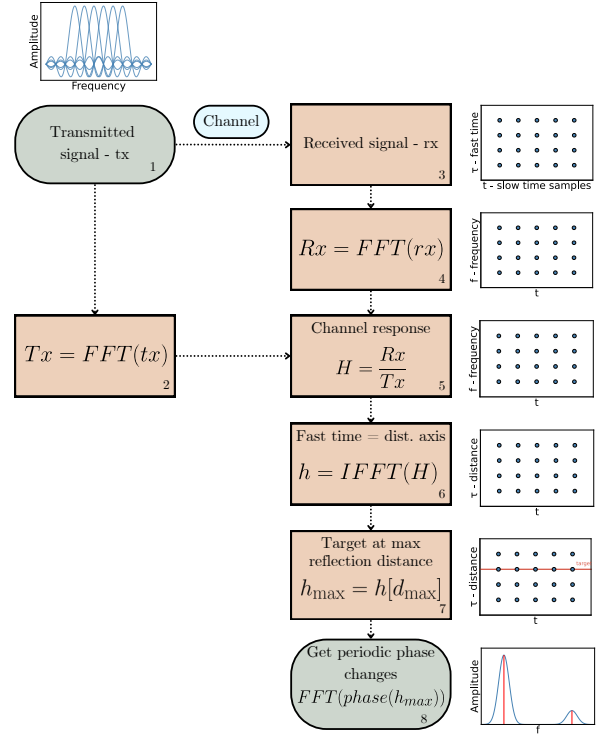 Amplitude
Frequency
Transmitted
signal - tx
1
Channel
Received signal - rx
3
τ - fast time
t - slow time samples
Rx = FFT(rx)
4
f - frequency
t
Tx = FFT(tx)
2
Channel response
H = Rx/Tx
5
f - frequency
t
Fast time = dist. axis
h = IFFT(H)
6
τ - distance
t
Target at max
reflection distance
h_max = h[d_max]
7
τ - distance
target
t
Get periodic phase
changes
FFT(phase(h_max))
8
Amplitude
f